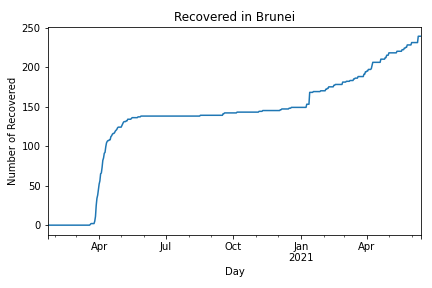 Recovered in Brunei
250
200
150
100
50
0
Number of Recovered
Apr
Jul
Oct
Jan
2021
Apr
Day